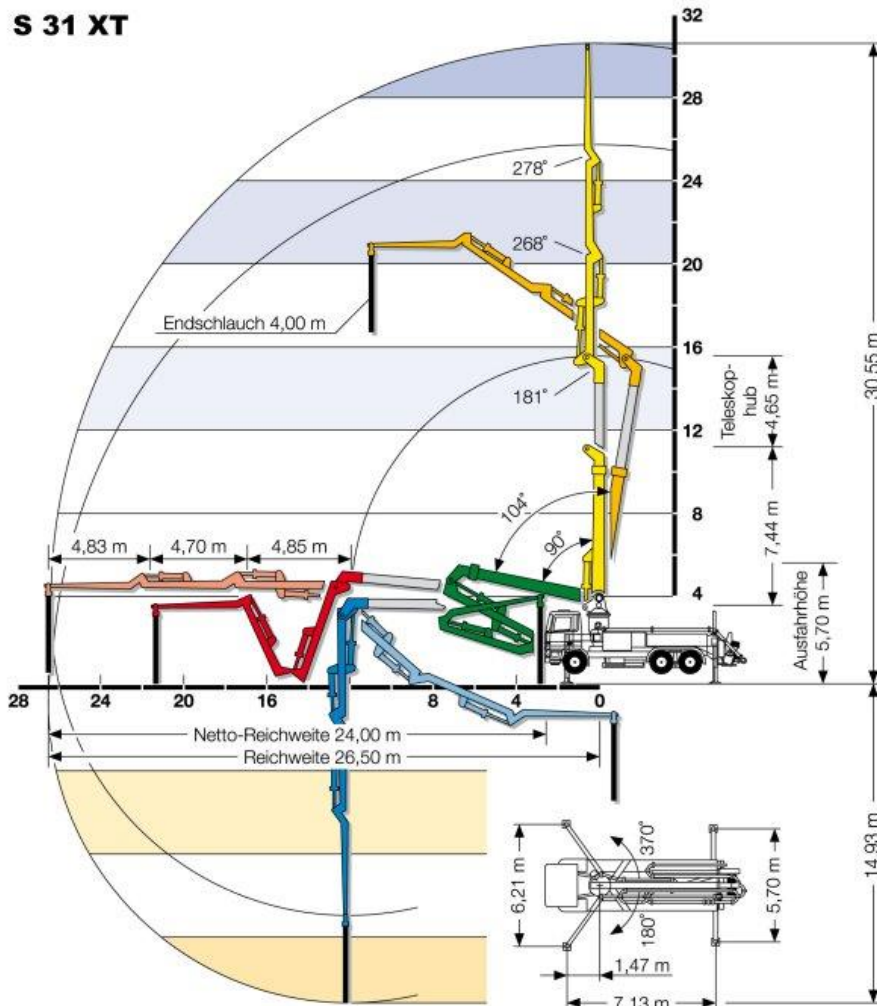 S 31 XT
32
28
278°
24
268°
20
Endschlauch 4,00 m
16
181°
Teleskop-
hub
4,65 m
30,55 m
12
104°
8
90°
7,44 m
4,83 m
4,70 m
4,85 m
4
Ausfahrhöhe
5,70 m
28
24
20
16
12
8
4
0
Netto-Reichweite 24,00 m
Reichweite 26,50 m
14,93 m
370°
6,21 m
5,70 m
180°
1,47 m
7,13 m